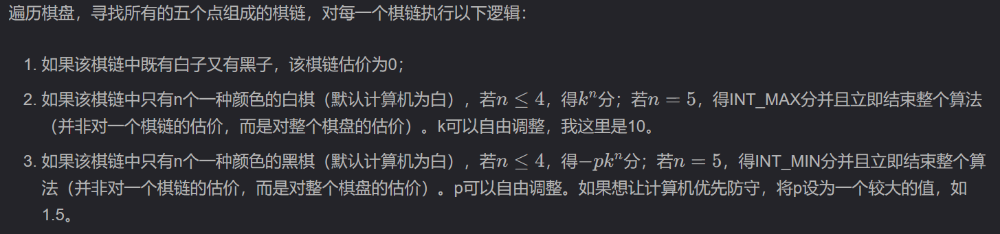 遍历棋盘，寻找所有的五个点组成的棋链，对每一个棋链执行以下逻辑：
1. 如果该棋链中既有白子又有黑子，该棋链估价为0；
2. 如果该棋链中只有n个一种颜色的白棋（默认计算机为白），若n ≤ 4，得kⁿ分；若n = 5，得INT_MAX分并且立即结束整个算法
（并非对一个棋链的估价，而是对整个棋盘的估价）。k可以自由调整，我这里是10。
3. 如果该棋链中只有n个一种颜色的黑棋（默认计算机为白），若n ≤ 4，得−pkⁿ分；若n = 5，得INT_MIN分并且立即结束整个算
法（并非对一个棋链的估价，而是对整个棋盘的估价）。p可以自由调整。如果想让计算机优先防守，将p设为一个较大的值，如
1.5。